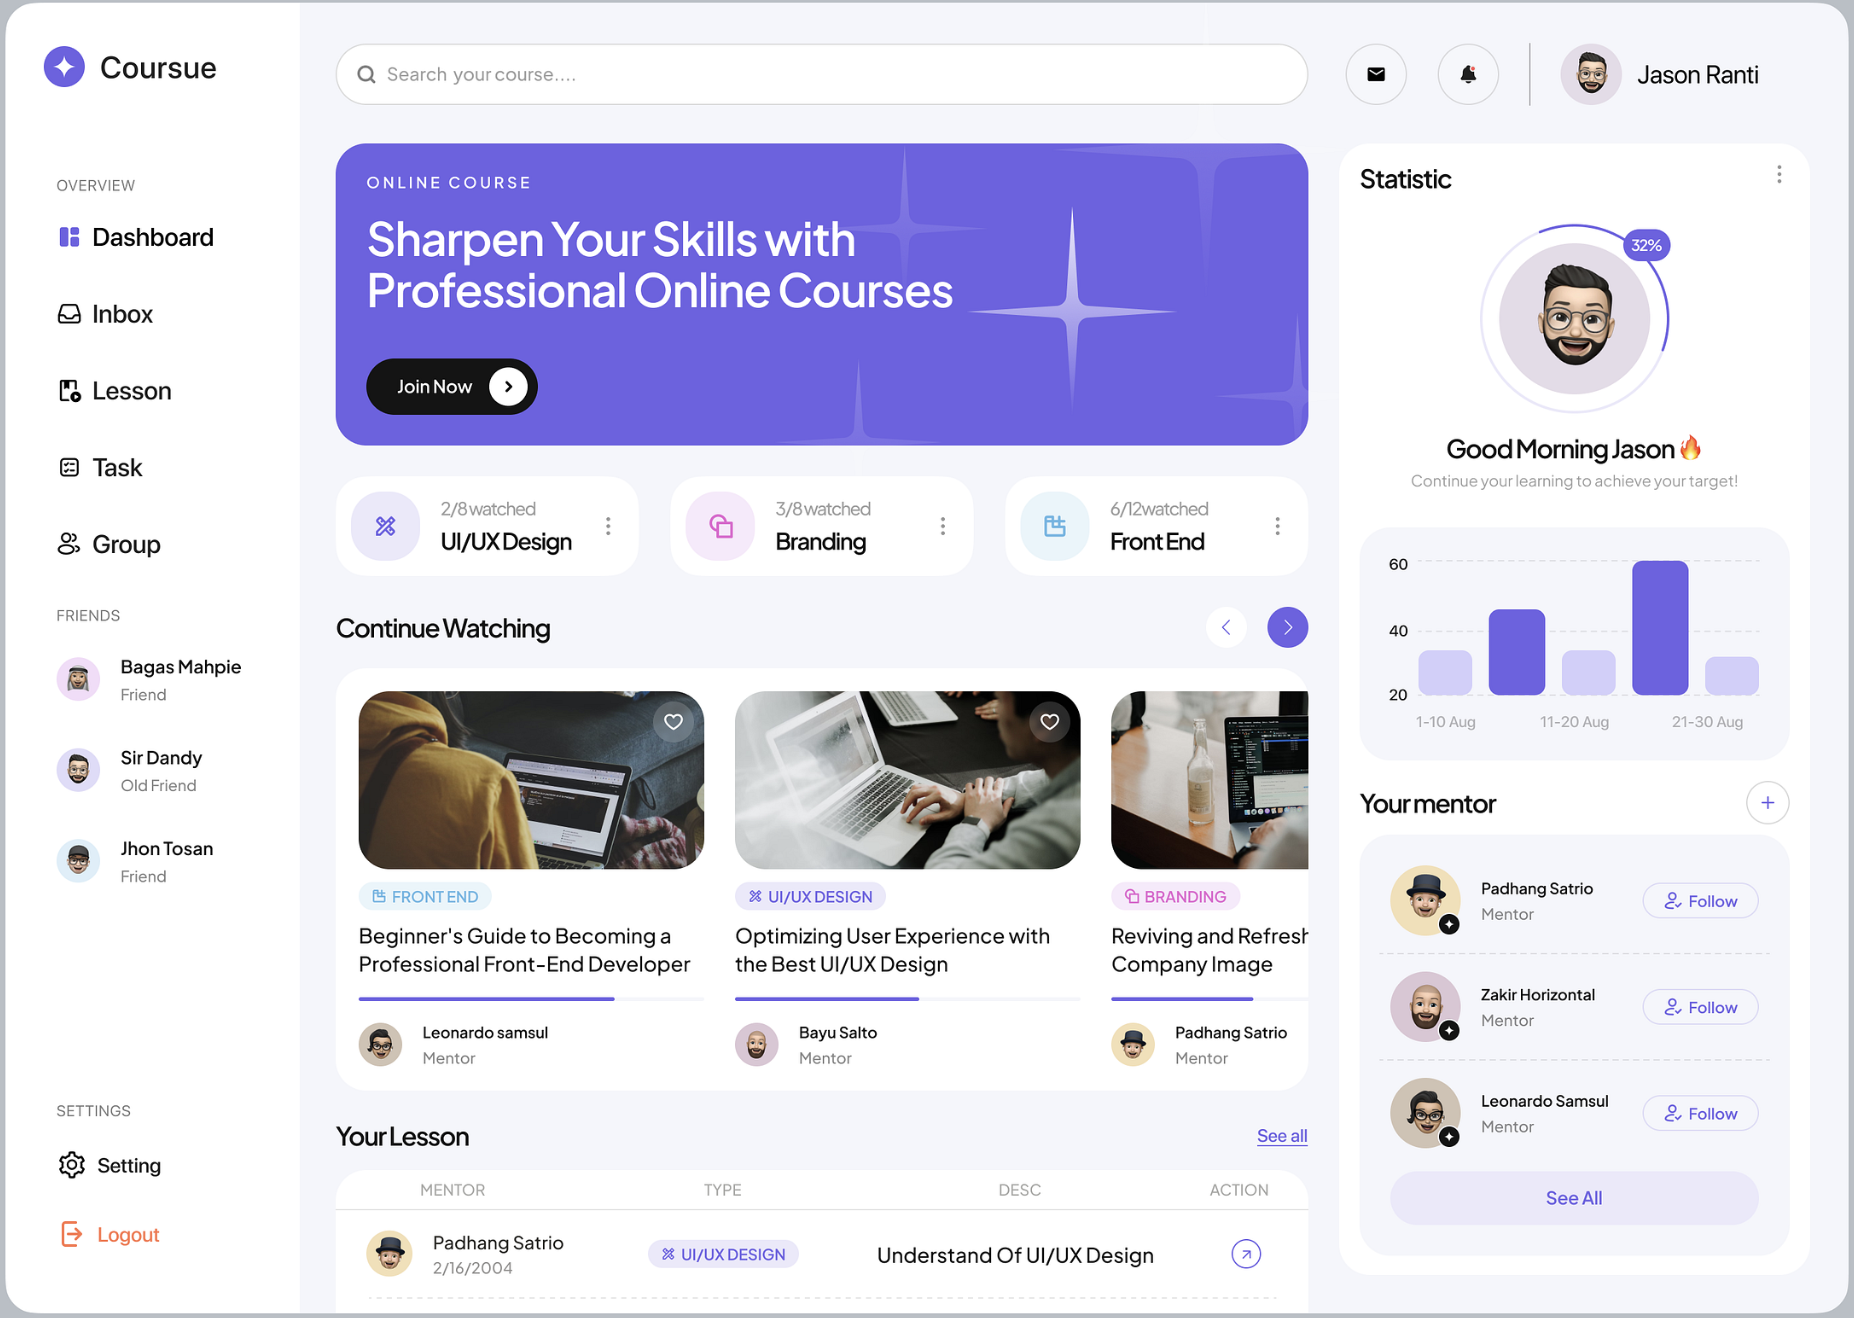 Coursue
OVERVIEW
Dashboard
Inbox
Lesson
Task
Group
FRIENDS
Bagas Mahpie
Friend
Sir Dandy
Old Friend
Jhon Tosan
Friend
SETTINGS
Setting
Logout
Search your course....
Jason Ranti
ONLINE COURSE
Sharpen Your Skills with
Professional Online Courses
Join Now
2/8 watched
UI/UX Design
3/8 watched
Branding
6/12 watched
Front End
Continue Watching
FRONT END
Beginner's Guide to Becoming a
Professional Front-End Developer
Leonardo samsul
Mentor
UI/UX DESIGN
Optimizing User Experience with
the Best UI/UX Design
Bayu Salto
Mentor
BRANDING
Reviving and Refresh
Company Image
Padhang Satrio
Mentor
Your Lesson
See all
MENTOR TYPE DESC ACTION
Padhang Satrio
2/16/2004
UI/UX DESIGN
Understand Of UI/UX Design
Statistic
32%
Good Morning Jason 🔥
Continue your learning to achieve your target!
60
40
20
1-10 Aug 11-20 Aug 21-30 Aug
Your mentor
Padhang Satrio
Mentor
Follow
Zakir Horizontal
Mentor
Follow
Leonardo Samsul
Mentor
Follow
See All